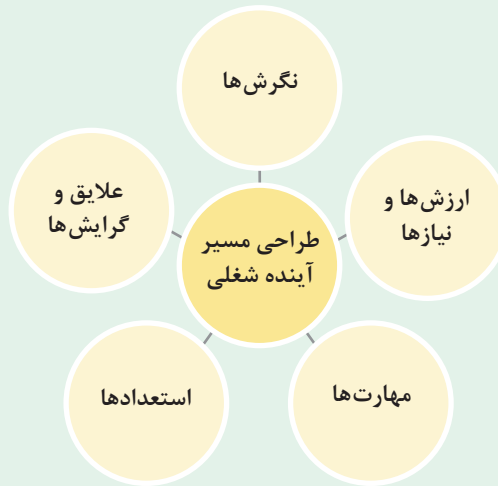 نگرش‌ها
ارزش‌ها و
نیازها
علایق و
گرایش‌ها
طراحی مسیر
آینده شغلی
مهارت‌ها
استعدادها